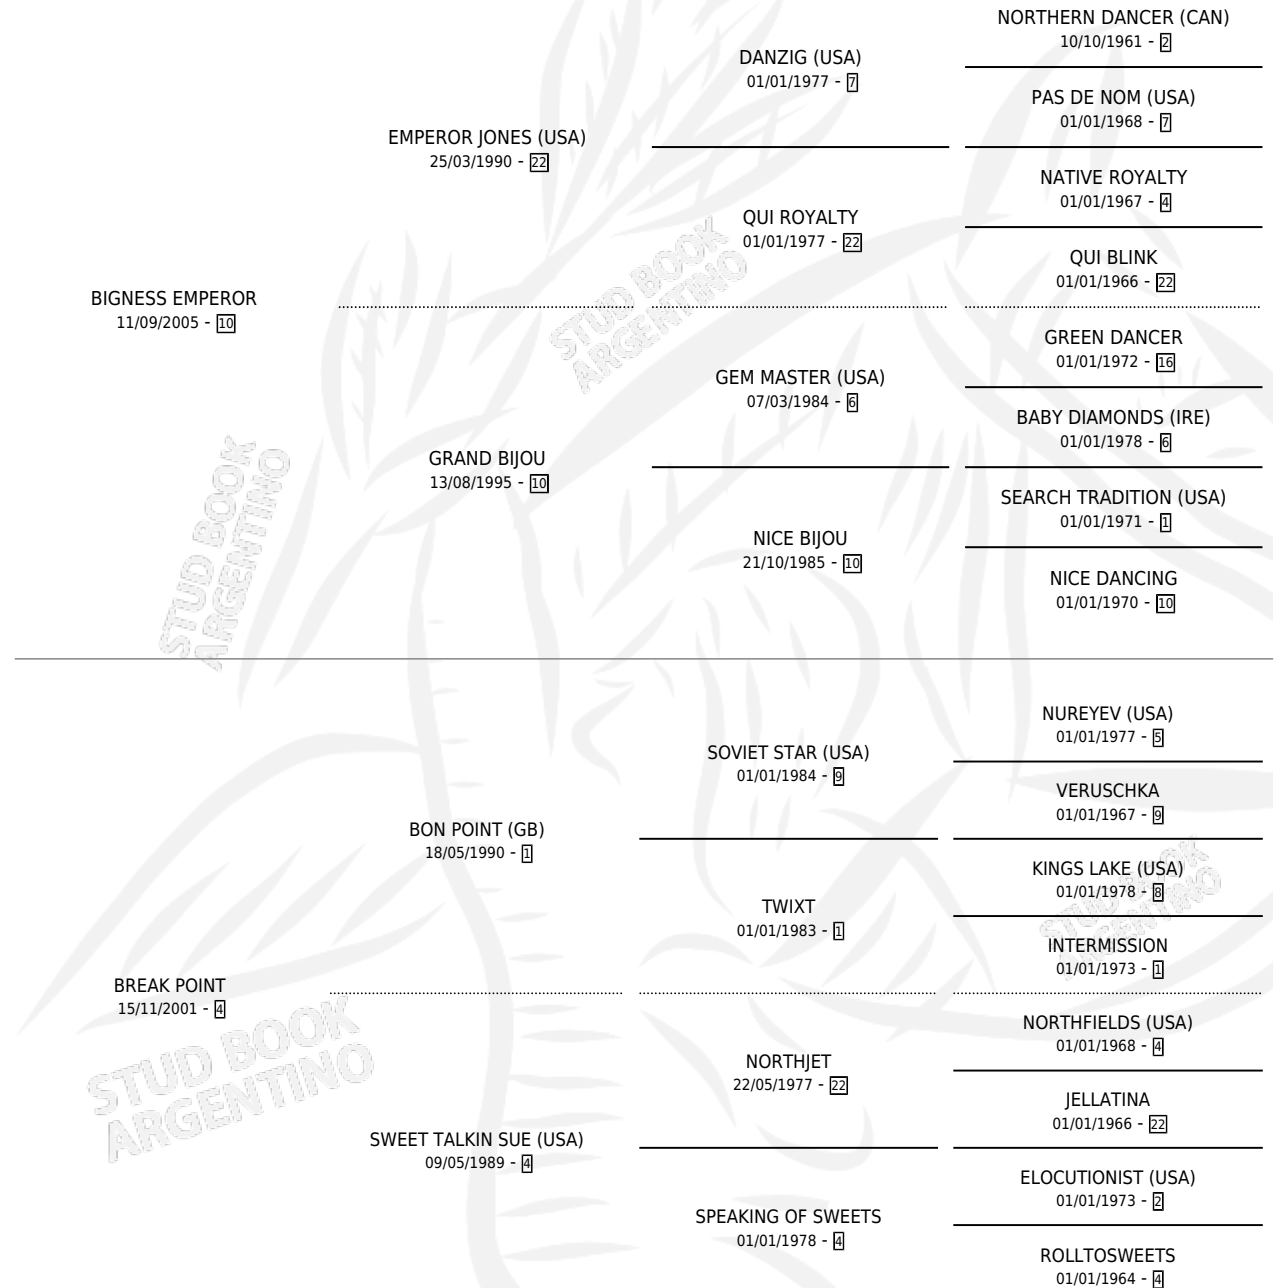 NORTHERN DANCER (CAN)
10/10/1961 - 2
DANZIG (USA)
01/01/1977 - 7
PAS DE NOM (USA)
01/01/1968 - 7
EMPEROR JONES (USA)
25/03/1990 - 22
NATIVE ROYALTY
01/01/1967 - 4
QUI ROYALTY
01/01/1977 - 22
QUI BLINK
01/01/1966 - 22
BIGNESS EMPEROR
11/09/2005 - 10
STUD BOOK
ARGENTINO
GREEN DANCER
01/01/1972 - 16
GEM MASTER (USA)
07/03/1984 - 6
BABY DIAMONDS (IRE)
01/01/1978 - 6
GRAND BIJOU
13/08/1995 - 10
SEARCH TRADITION (USA)
01/01/1971 - 1
NICE BIJOU
21/10/1985 - 10
NICE DANCING
01/01/1970 - 10
STUD BOOK
ARGENTINO
NUREYEV (USA)
01/01/1977 - 5
SOVIET STAR (USA)
01/01/1984 - 9
VERUSCHKA
01/01/1967 - 9
BON POINT (GB)
18/05/1990 - 1
KINGS LAKE (USA)
01/01/1978 - 8
TWIXT
01/01/1983 - 1
STUD BOOK
ARGENTINO
INTERMISSION
01/01/1973 - 1
BREAK POINT
15/11/2001 - 4
STUD BOOK
ARGENTINO
NORTHFIELDS (USA)
01/01/1968 - 4
NORTHJET
22/05/1977 - 22
JELLATINA
01/01/1966 - 22
SWEET TALKIN SUE (USA)
09/05/1989 - 4
ELOCUTIONIST (USA)
01/01/1973 - 2
SPEAKING OF SWEETS
01/01/1978 - 4
ROLLTOSWEETS
01/01/1964 - 4